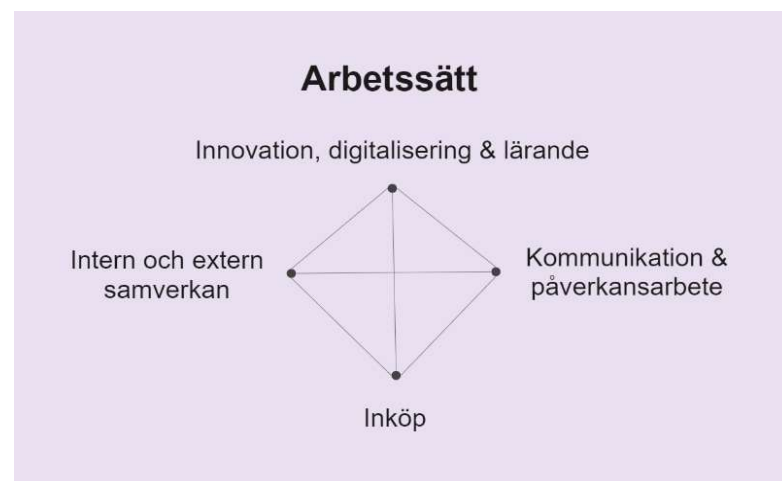 Arbetssätt
Innovation, digitalisering & lärande
Intern och extern
samverkan
Kommunikation &
påverkansarbete
Inköp